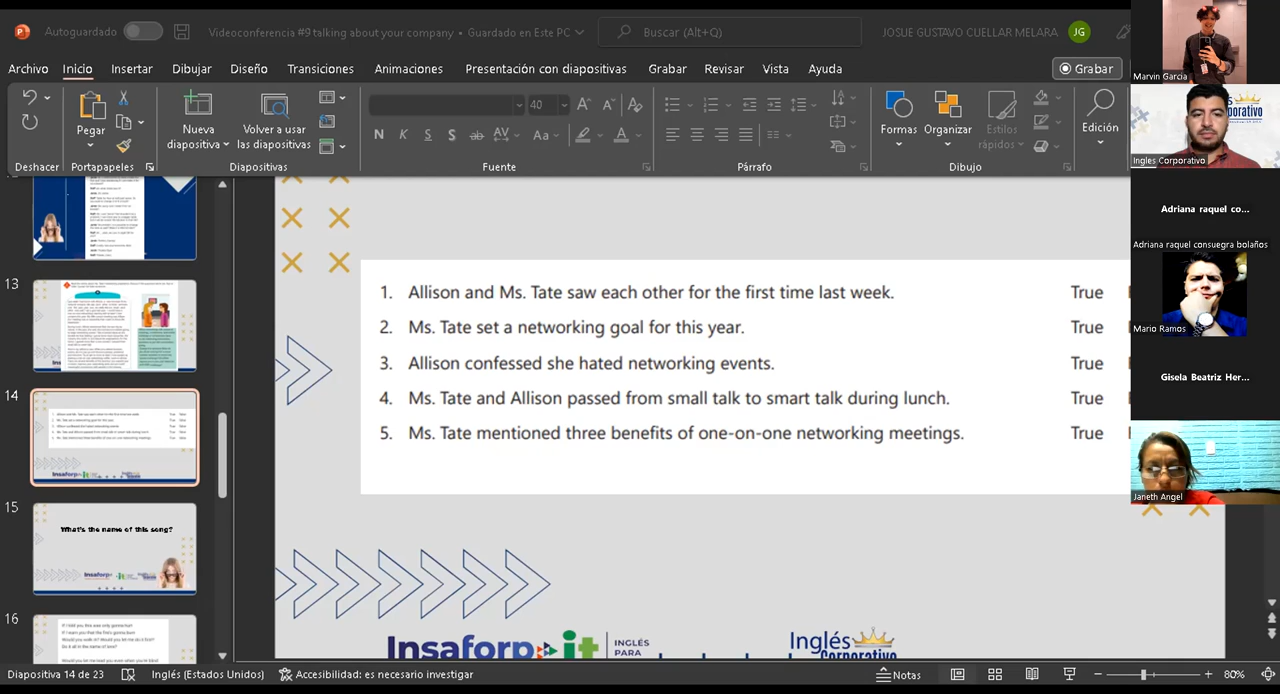 Autoguardado
Videoconferencia #9 talking about your company • Guardado en Este PC
Buscar (Alt+Q)
JOSUE GUSTAVO CUELLAR MELARA
JG
Archivo Inicio Insertar Dibujar Diseño Transiciones Animaciones Presentación con diapositivas Grabar Revisar Vista Ayuda
Grabar
Pegar
Nueva diapositiva
Volver a usar las diapositivas
40
N K S S ab AV Aa A
Formas
Organizar
Estilos rápidos
Edición
Deshacer
Portapapeles
Diapositivas
Fuente
Párrafo
Dibujo
13
14
15
What's the name of this song?
16
1. Allison and Ms. Tate saw each other for the first time last week. True
2. Ms. Tate set a networking goal for this year. True
3. Allison confessed she hated networking events. True
4. Ms. Tate and Allison passed from small talk to smart talk during lunch. True
5. Ms. Tate mentioned three benefits of one-on-one networking meetings. True
Insaforp it
INGLÉS
PARA
Inglés
Corporativo
Marvin Garcia
Ingles Corporativo
Adriana raquel co...
Adriana raquel consuegra bolaños
Mario Ramos
Gisela Beatriz Her...
Janeth Angel
Diapositiva 14 de 23
Inglés (Estados Unidos)
Accesibilidad: es necesario investigar
Notas
80%